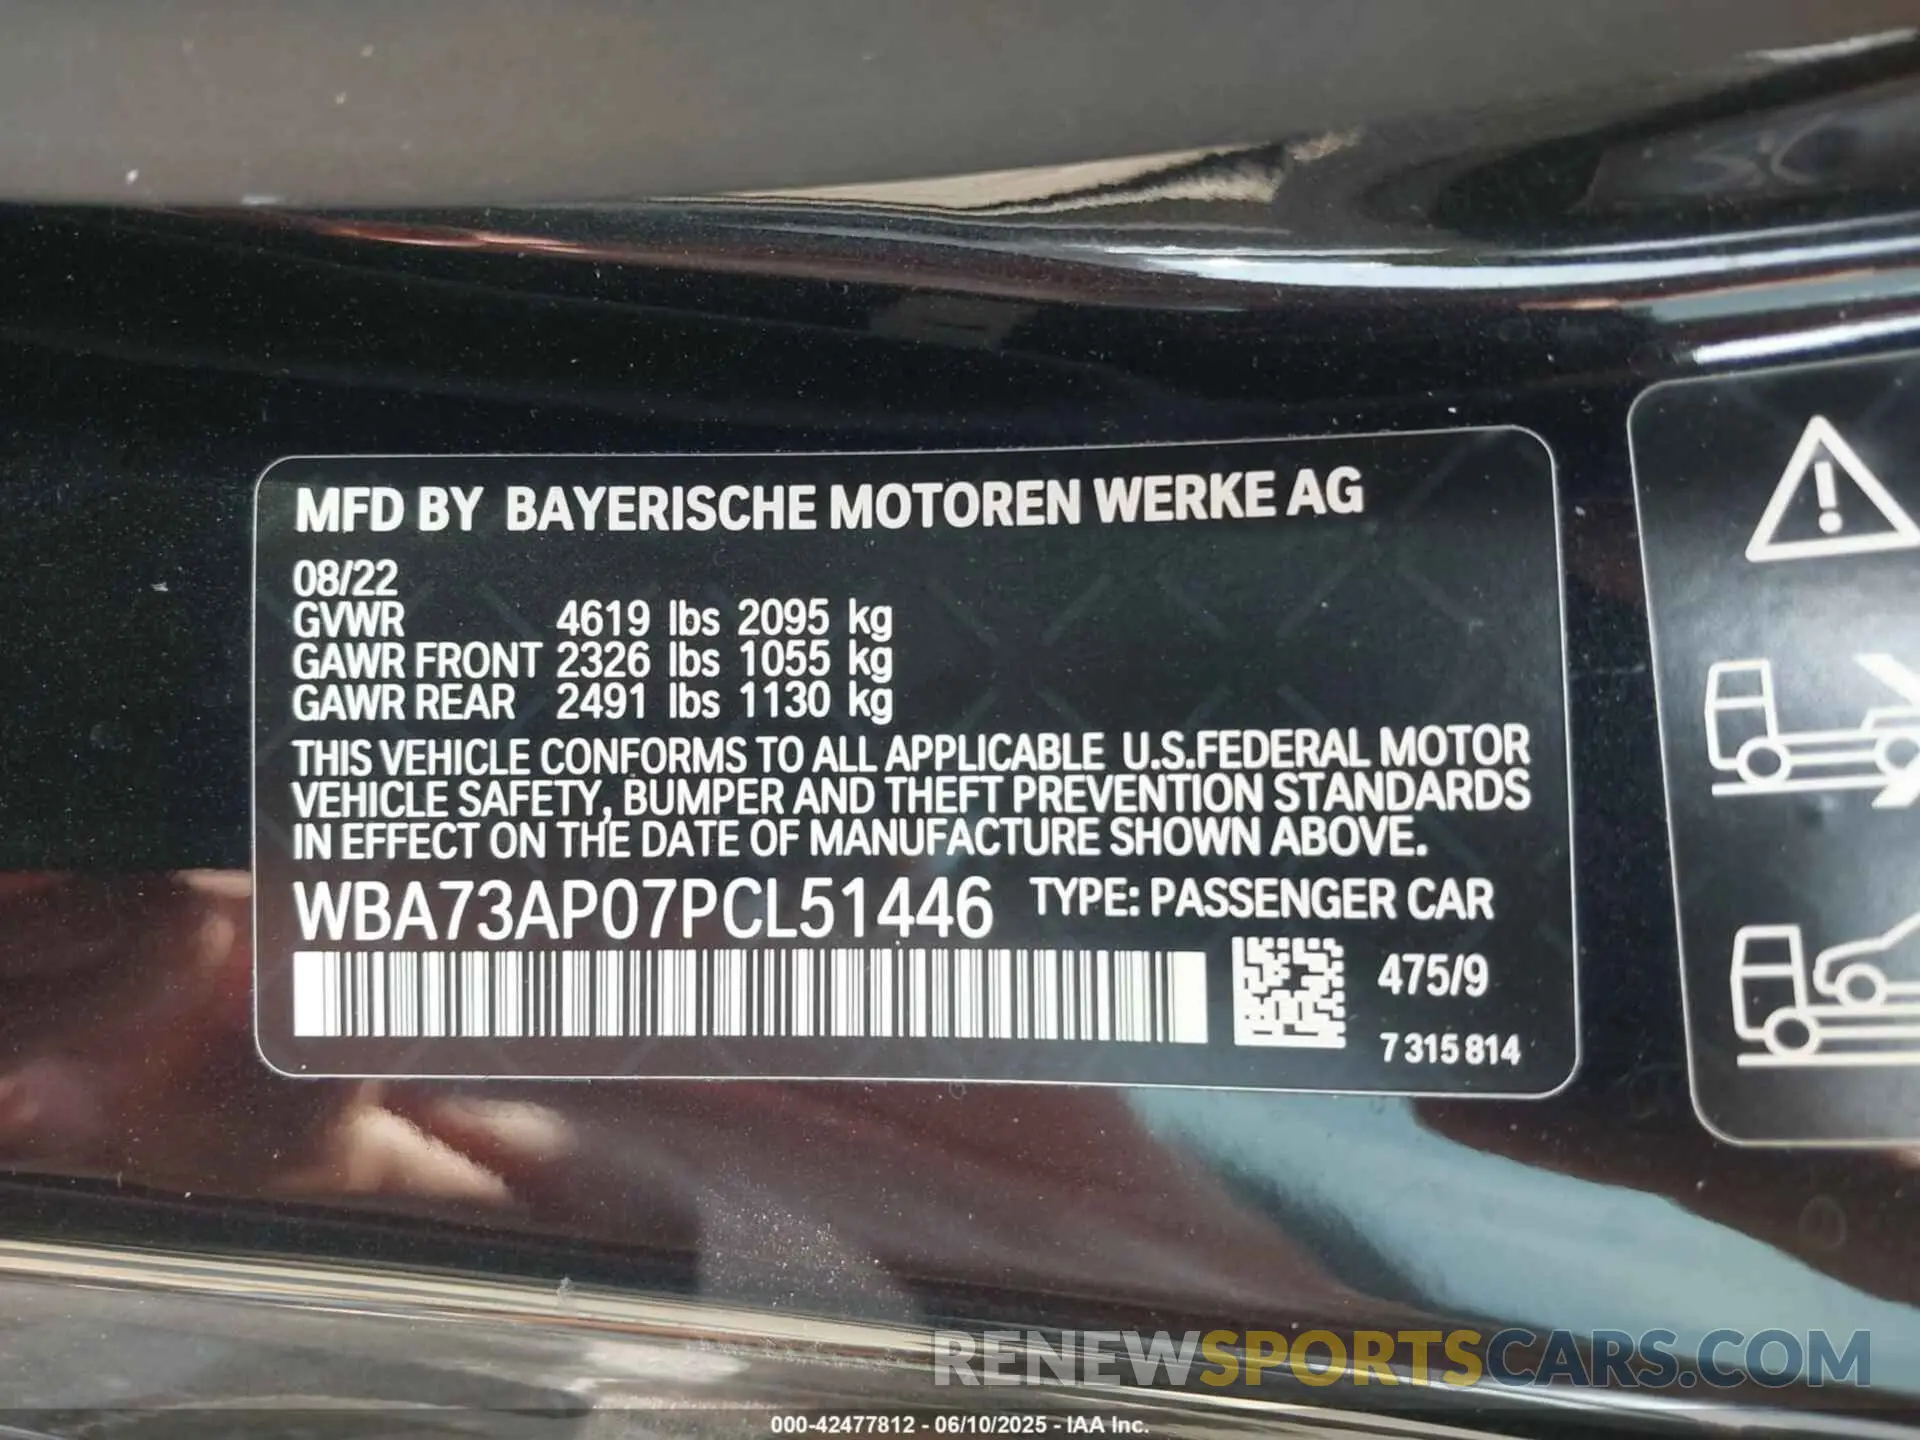 MFD BY BAYERISCHE MOTOREN WERKE AG
08/22
GVWR 4619 lbs 2095 kg
GAWR FRONT 2326 lbs 1055 kg
GAWR REAR 2491 lbs 1130 kg
THIS VEHICLE CONFORMS TO ALL APPLICABLE U.S.FEDERAL MOTOR
VEHICLE SAFETY, BUMPER AND THEFT PREVENTION STANDARDS
IN EFFECT ON THE DATE OF MANUFACTURE SHOWN ABOVE.
WBA73AP07PCL51446 TYPE: PASSENGER CAR
475/9
7 315 814
RENEWSPORTSCARS.COM
000-42477812 - 06/10/2025 - IAA Inc.